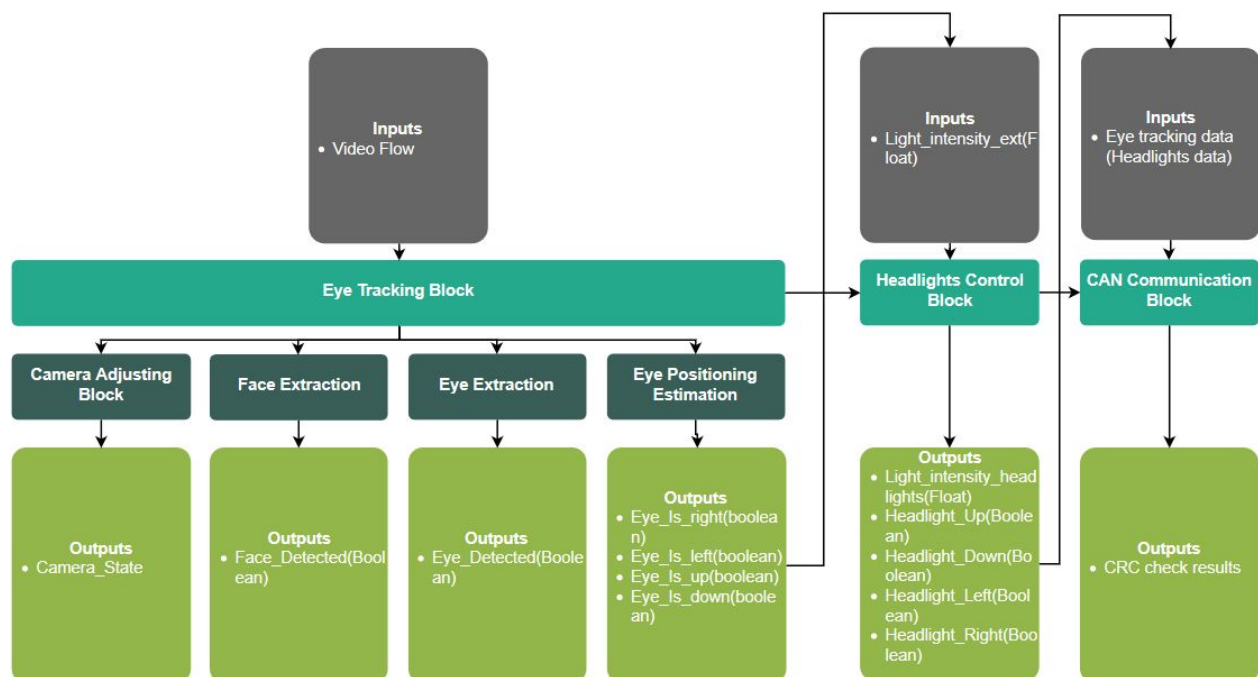 Inputs
• Video Flow
Inputs
• Light_intensity_ext(F
loat)
Inputs
• Eye tracking data
(Headlights data)
Eye Tracking Block
Headlights Control
Block
CAN Communication
Block
Camera Adjusting
Block
Face Extraction
Eye Extraction
Eye Positioning
Estimation
Outputs
• Camera_State
Outputs
• Face_Detected(Bool
ean)
Outputs
• Eye_Detected(Bool
ean)
Outputs
• Eye_Is_right(boolea
n)
• Eye_Is_left(boolean)
• Eye_Is_up(boolean)
• Eye_Is_down(boole
an)
Outputs
• Light_intensity_head
lights(Float)
• Headlight_Up(Boole
an)
• Headlight_Down(Bo
olean)
• Headlight_Left(Bool
ean)
• Headlight_Right(Boo
lean)
Outputs
• CRC check results